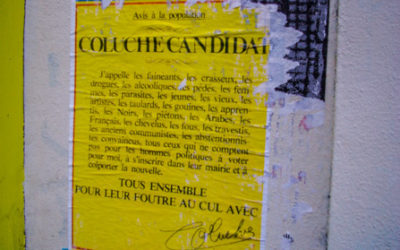 Avis à la population
COLUCHE CANDIDAT
J'appelle les fainéants, les crasseux, les
drogués, les alcooliques, les pédés, les fem-
mes, les parasites, les jeunes, les vieux, les
artistes, les taulards, les gouines, les appren-
tis, les Noirs, les piétons, les Arabes, les
Français, les chevelus, les fous, les travestis,
les anciens communistes, les abstentionnis-
tes convaincus, tous ceux qui ne comptent
pas pour les hommes politiques à voter
pour moi, à s'inscrire dans leur mairie et à
colporter la nouvelle.
TOUS ENSEMBLE
POUR LEUR FOUTRE AU CUL AVEC